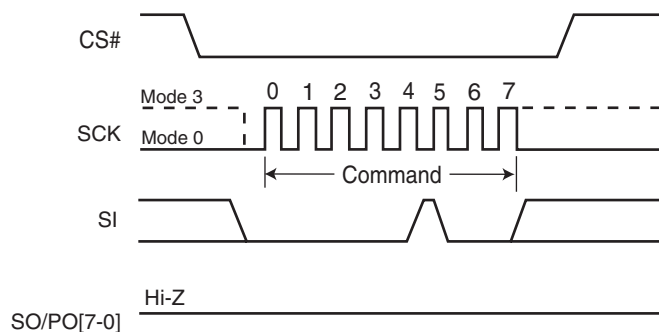 CS#
Mode 3
0 1 2 3 4 5 6 7
SCK
Mode 0
Command
SI
Hi-Z
SO/PO[7-0]